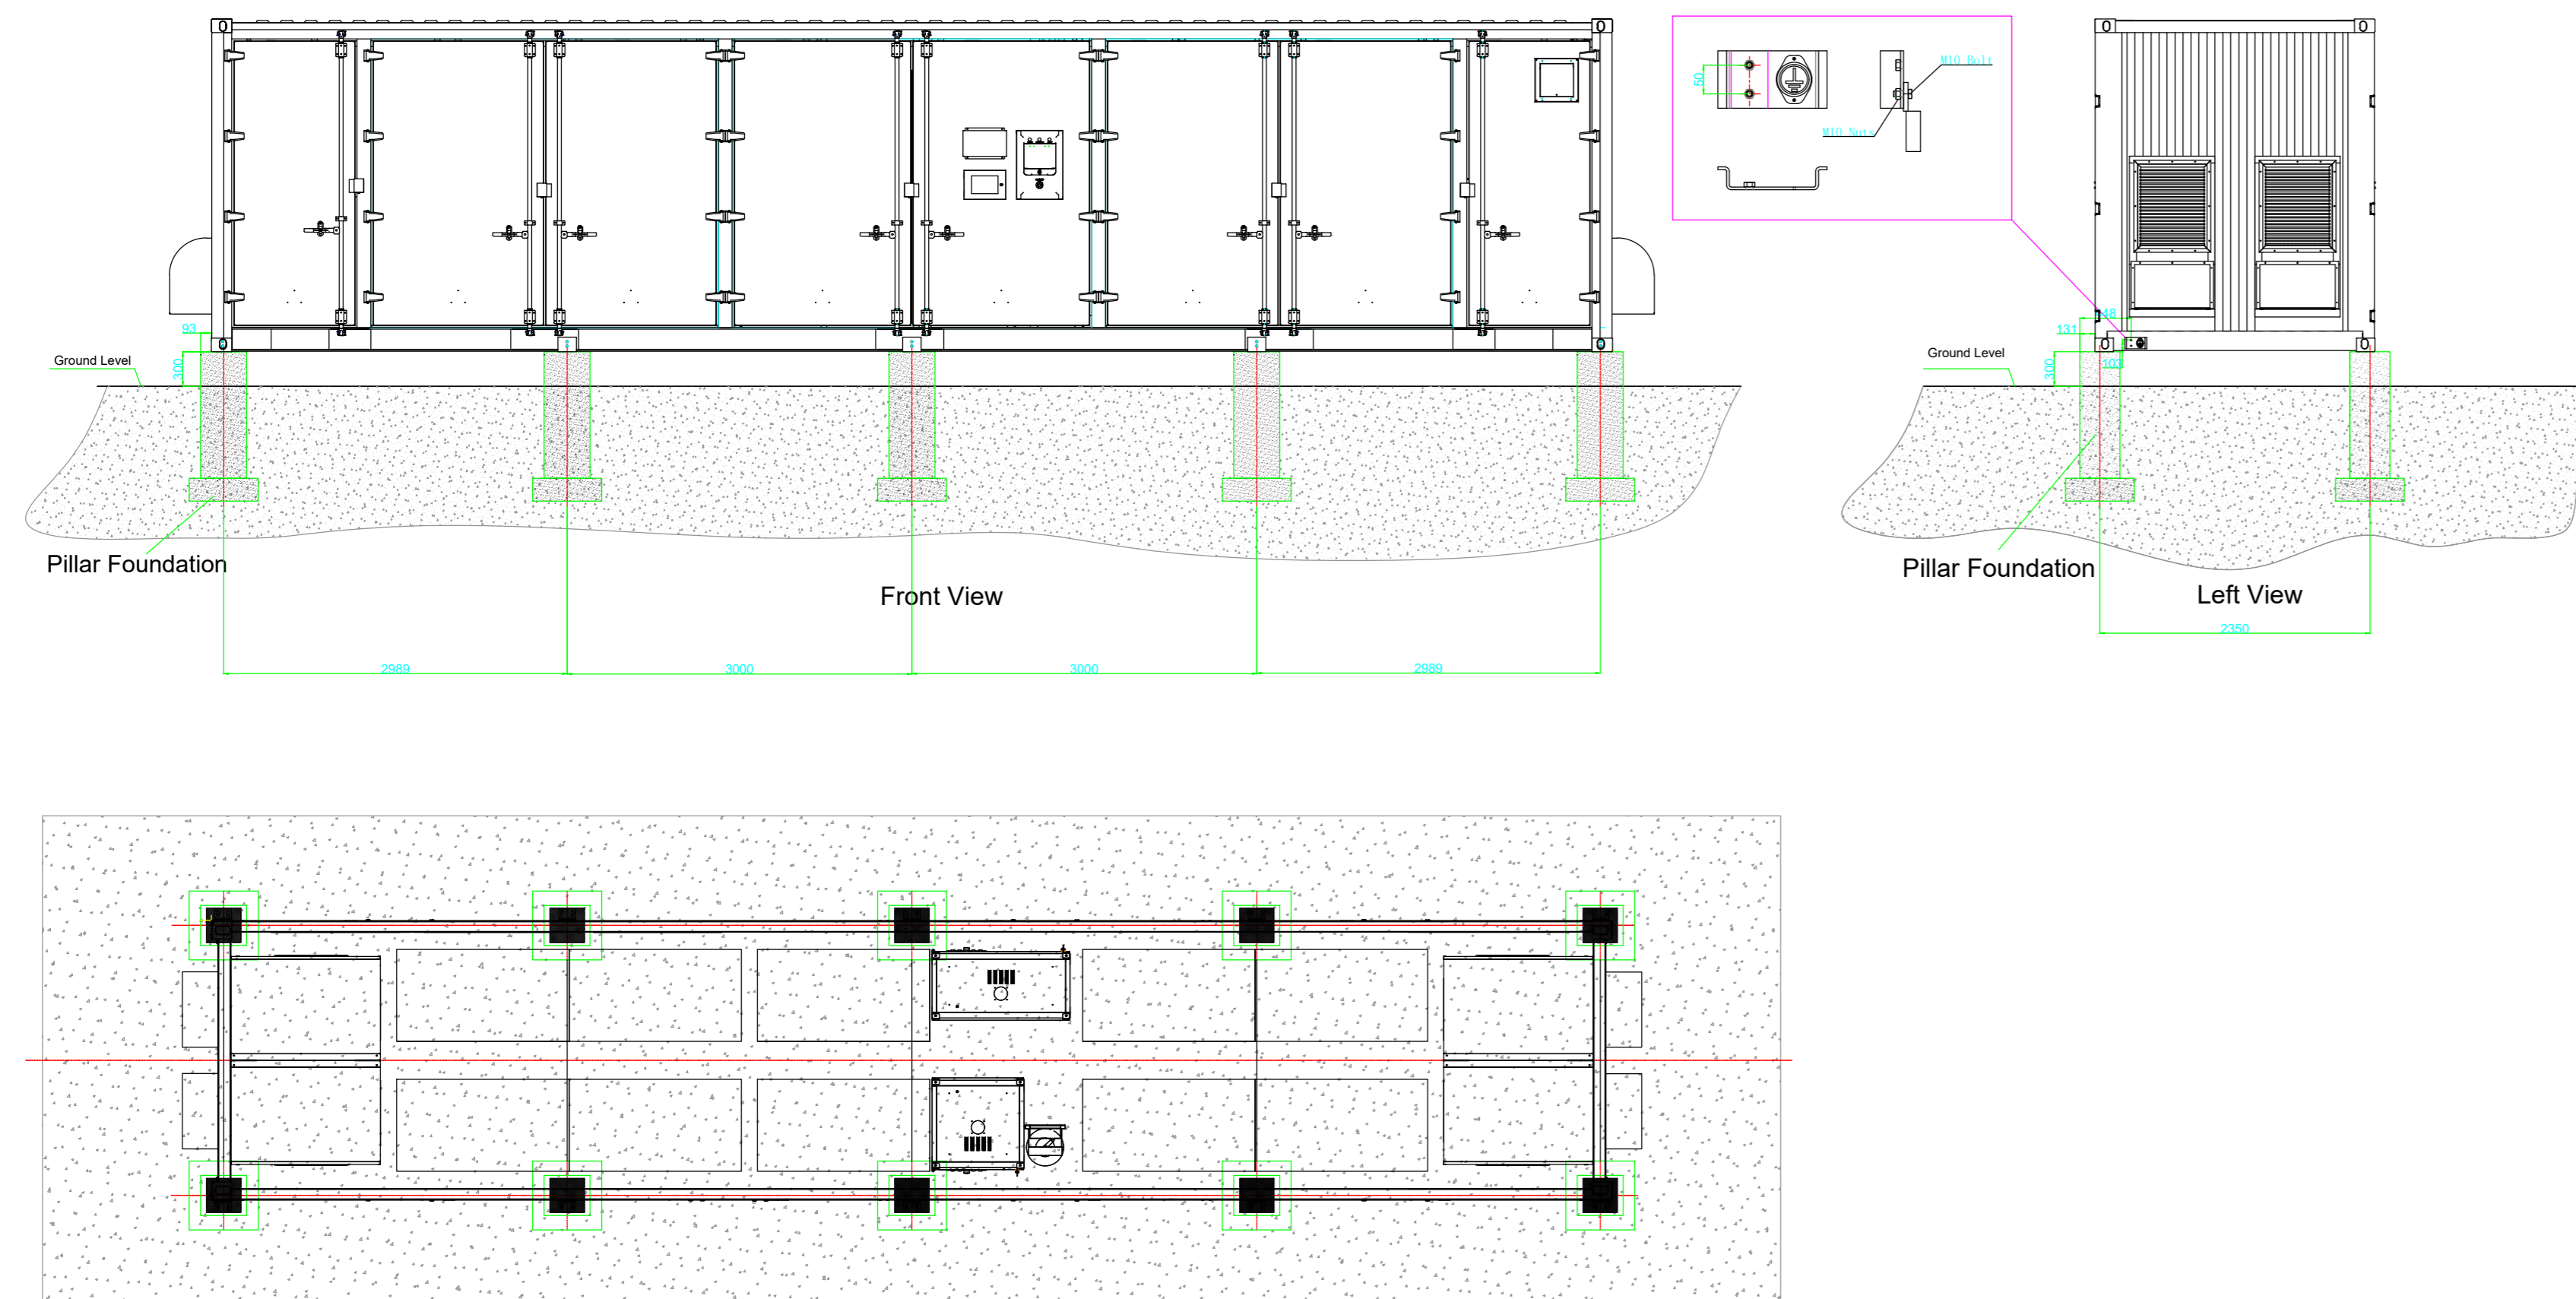 50
M10 Bolt
M10 Nuts
93
Ground Level
300
Pillar Foundation
Front View
2989
3000
3000
2989
131
Ground Level
300
103
Pillar Foundation
Left View
2350